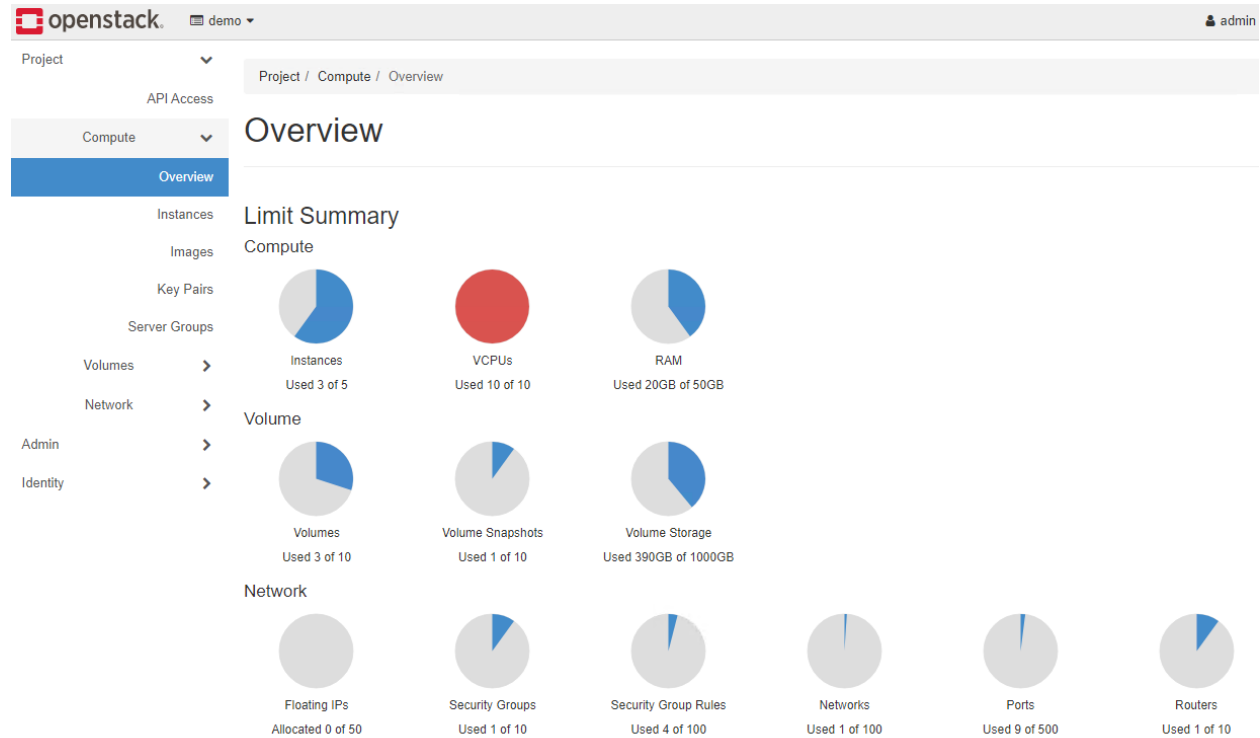 openstack. demo admin
Project
API Access
Compute
Overview
Instances
Images
Key Pairs
Server Groups
Volumes
Network
Admin
Identity
Project / Compute / Overview
Overview
Limit Summary
Compute
Instances VCPUs RAM
Used 3 of 5 Used 10 of 10 Used 20GB of 50GB
Volume
Volumes Volume Snapshots Volume Storage
Used 3 of 10 Used 1 of 10 Used 390GB of 1000GB
Network
Floating IPs Security Groups Security Group Rules Networks Ports Routers
Allocated 0 of 50 Used 1 of 10 Used 4 of 100 Used 1 of 100 Used 9 of 500 Used 1 of 10